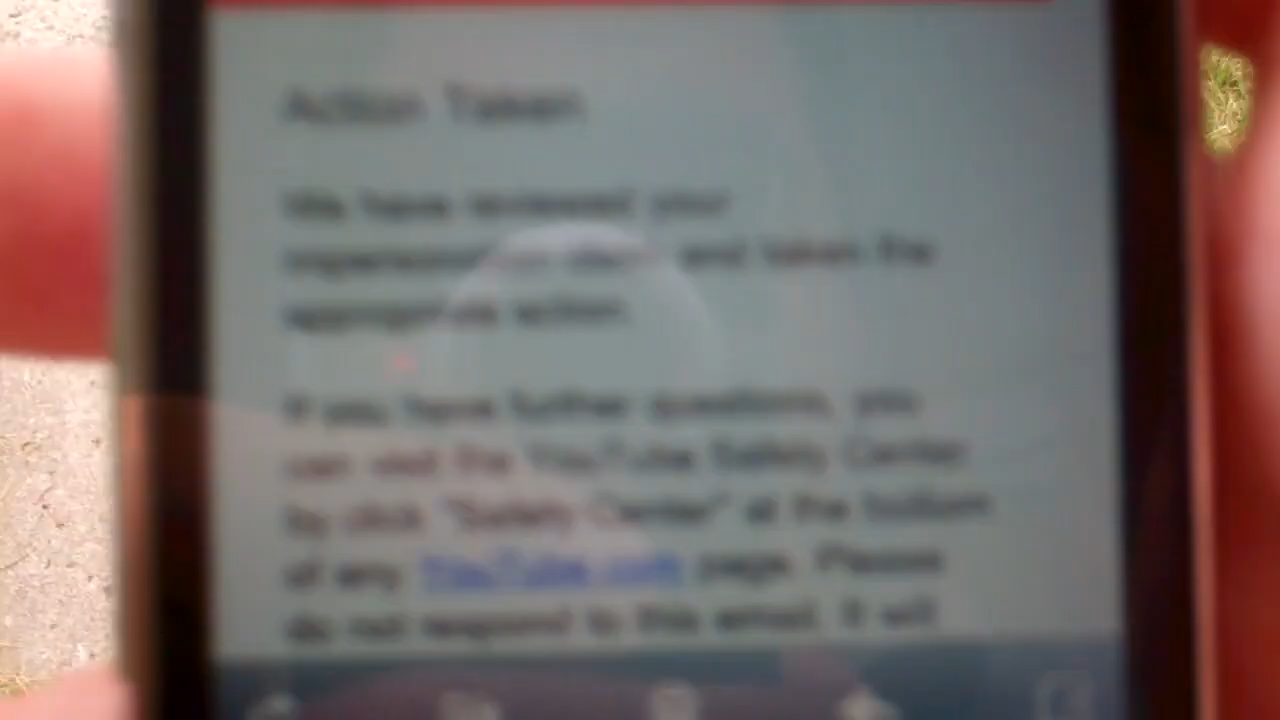 Action Taken
We have reviewed your
impersonation claim and taken the
appropriate action.
If you have further questions, you
can visit the YouTube Safety Center
by click "Safety Center" at the bottom
of any YouTube.com page. Please
do not respond to this email. It will